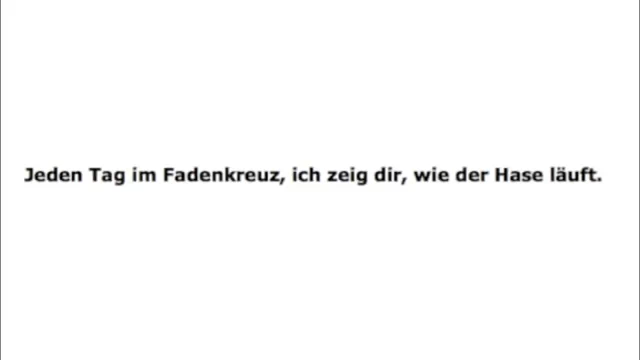 Jeden Tag im Fadenkreuz, ich zeig dir, wie der Hase läuft.